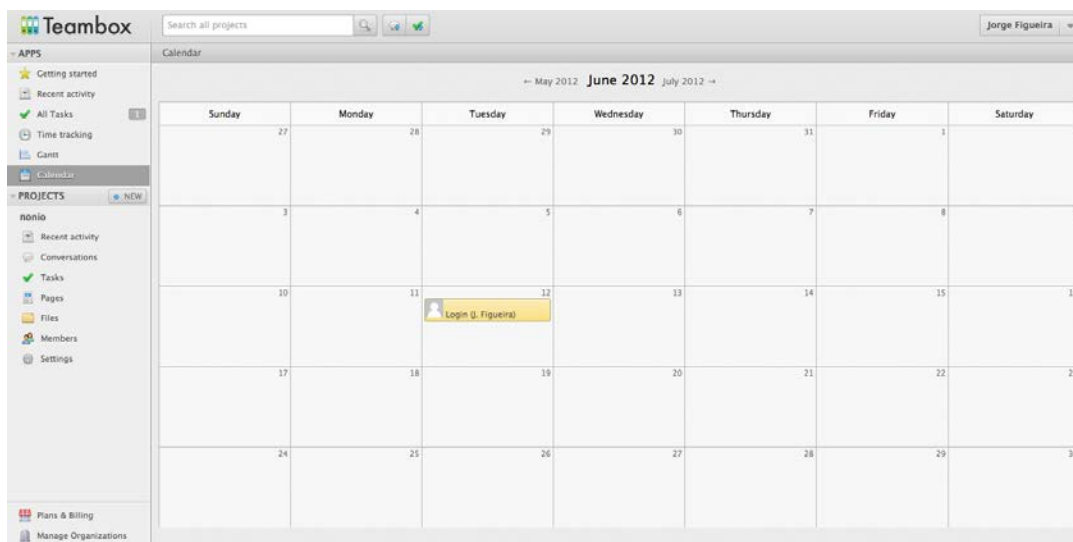 Teambox
Search all projects
Jorge Figueira
APPS
Calendar
Getting started
Recent activity
All Tasks 1
Time tracking
Gantt
Calendar
PROJECTS NEW
nonio
Recent activity
Conversations
Tasks
Pages
Files
Members
Settings
Plans & Billing
Manage Organizations
← May 2012 June 2012 July 2012 →
Sunday Monday Tuesday Wednesday Thursday Friday Saturday
27 28 29 30 31 1
3 4 5 6 7 8
10 11 12 13 14 15 1
Login (J. Figueira)
17 18 19 20 21 22 2
24 25 26 27 28 29 3